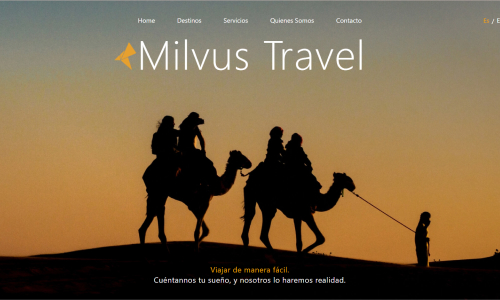 Home Destinos Servicios Quienes Somos Contacto Es /
Milvus Travel
Viajar de manera fácil.
Cuéntannos tu sueño, y nosotros lo haremos realidad.